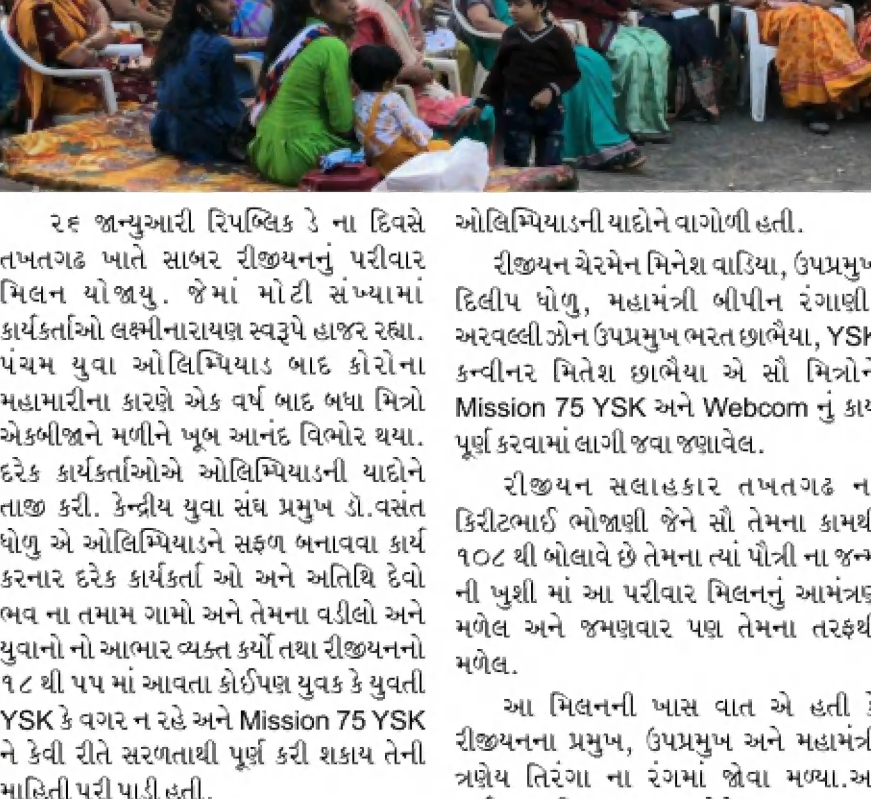 ૨૬ જાન્યુઆરી રિપબ્લિક ડે ના દિવસે
તખતગઢ ખાતે સાબર રીજીયનનું પરીવાર
મિલન યોજાયુ. જેમાં મોટી સંખ્યામાં
કાર્યકર્તાઓ લક્ષ્મીનારાયણ સ્વરૂપે હાજર રહ્યા.
પંચમ યુવા ઓલિમ્પિયાડ બાદ કોરોના
મહામારીના કારણે એક વર્ષ બાદ બધા મિત્રો
એકબીજાને મળીને ખૂબ આનંદ વિભોર થયા.
દરેક કાર્યકર્તાઓએ ઓલિમ્પિયાડની યાદોને
તાજી કરી. કેન્દ્રીય યુવા સંઘ પ્રમુખ ડૉ.વસંત
ધોળુ એ ઓલિમ્પિયાડને સફળ બનાવવા કાર્ય
કરનાર દરેક કાર્યકર્તા ઓ અને અતિથિ દેવો
ભવ ના તમામ ગામો અને તેમના વડીલો અને
યુવાનો નો આભાર વ્યક્ત કર્યો તથા રીજીયનનો
૧૮ થી ૫૫ માં આવતા કોઈપણ યુવક કે યુવતી
YSK કે વગર ન રહે અને Mission 75 YSK
ને કેવી રીતે સરળતાથી પૂર્ણ કરી શકાય તેની
માહિતી પુરી પાડી હતી.
ઓલિમ્પિયાડની યાદોને વાગોળી હતી.
રીજીયન ચેરમેન મિનેશ વાડિયા, ઉપપ્રમુખ
દિલીપ ધોળુ, મહામંત્રી બીપીન રંગાણી
અરવલ્લી ઝોન ઉપપ્રમુખ ભરત છાભૈયા, YSK
કન્વીનર મિતેશ છાભૈયા એ સૌ મિત્રોને
Mission 75 YSK અને Webcom નું કાર્ય
પૂર્ણ કરવામાં લાગી જવા જણાવેલ.
રીજીયન સલાહકાર તખતગઢ ન
કિરીટભાઈ ભોજાણી જેને સૌ તેમના કામથી
૧૦૮ થી બોલાવે છે તેમના ત્યાં પૌત્રી ના જન્મ
ની ખુશી માં આ પરીવાર મિલનનું આમંત્રણ
મળેલ અને જમણવાર પણ તેમના તરફથી
મળેલ.
આ મિલનની ખાસ વાત એ હતી કે
રીજીયનના પ્રમુખ, ઉપપ્રમુખ અને મહામંત્રી
ત્રણેય તિરંગા ના રંગમાં જોવા મળ્યા.આ